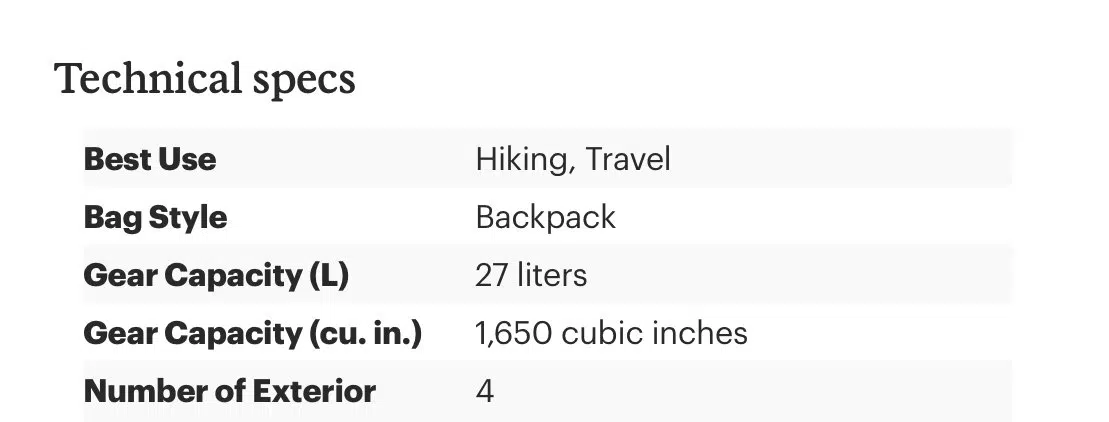 Technical specs
Best Use Hiking, Travel
Bag Style Backpack
Gear Capacity (L) 27 liters
Gear Capacity (cu. in.) 1,650 cubic inches
Number of Exterior 4